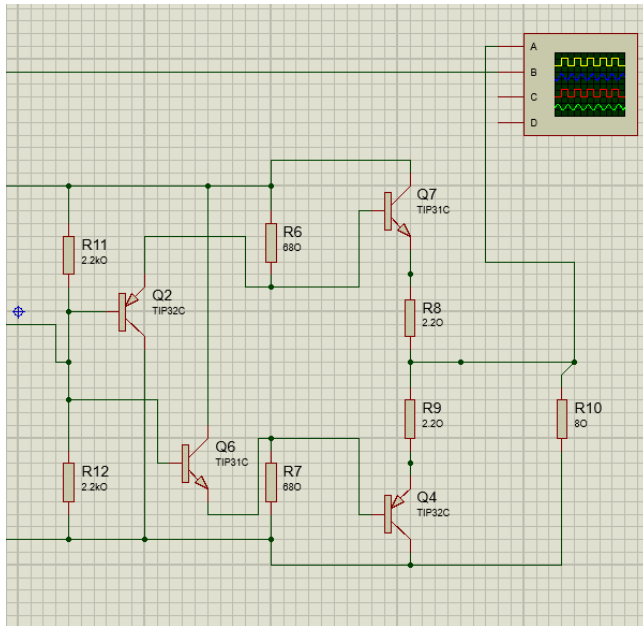 A
B
C
D
Q7
TIP31C
R6
68O
R11
2.2kO
Q2
TIP32C
R8
2.2O
R9
2.2O
R10
8O
Q6
TIP31C
R12
2.2kO
R7
68O
Q4
TIP32C